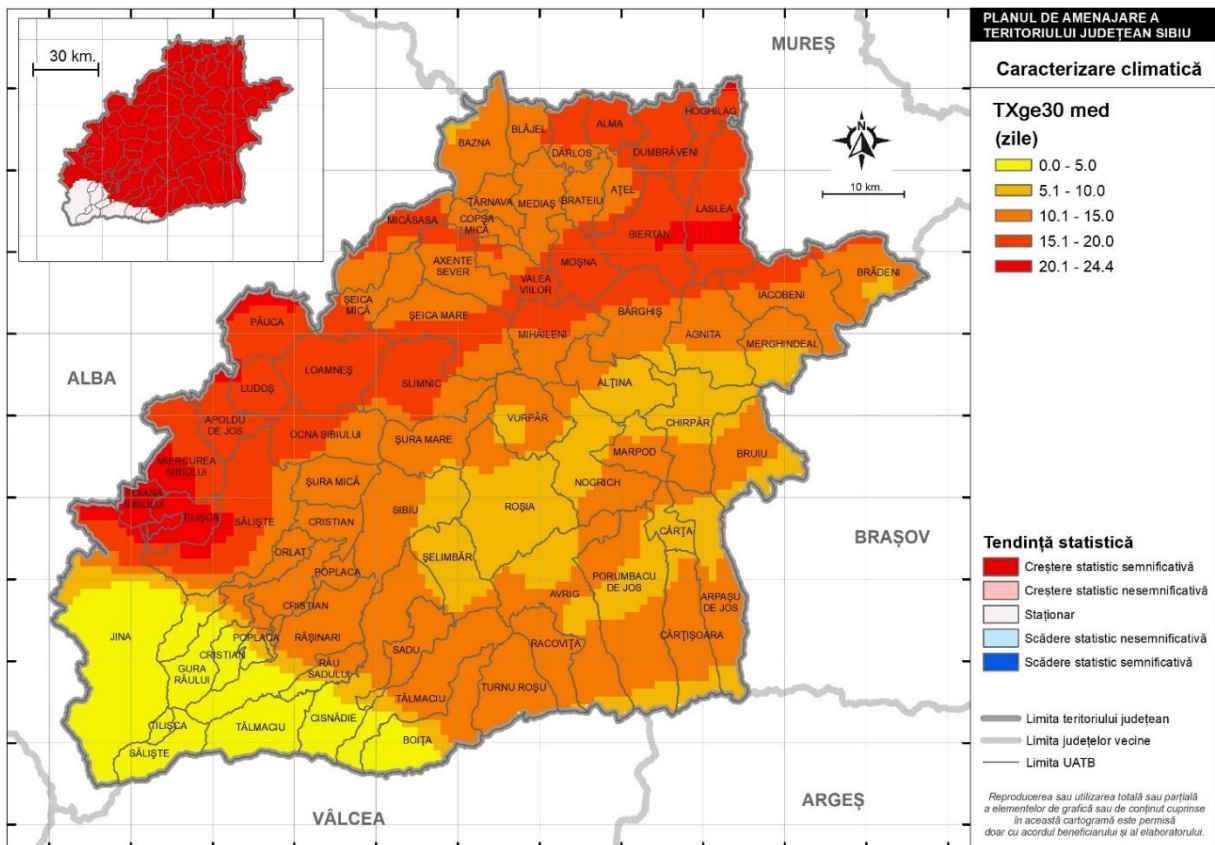 30 km.
MUREȘ
ALBA
BRAȘOV
ARGEȘ
VÂLCEA
10 km.
HOGHILAG
BLĂJEL
ALMA
BAZNA
DÂRLOS
DUMBRĂVENI
AȚEL
TÂRNAVA
MEDIAȘ
BRATEIU
LASLEA
MICĂSASA
COPȘA
MICĂ
BIERTAN
AXENTE
SEVER
MOȘNA
VALEA
VIILOR
BRĂDENI
ȘEICA
MICĂ
IACOBENI
ȘEICA MARE
BÂRGHIȘ
PĂUCA
MIHĂILENI
AGNITA
MERGHINDEAL
LOAMNEȘ
SLIMNIC
ALȚINA
LUDOȘ
APOLDU
DE JOS
VURPĂR
CHIRPĂR
OCNA SIBIULUI
ȘURA MARE
MARPOD
BRUIU
MIERCUREA
SIBIULUI
ȘURA MICĂ
NOCRICH
POIANA
SIBIULUI
TILIȘCA
SĂLIȘTE
CRISTIAN
SIBIU
ROȘIA
CÂRȚA
ORLAT
ȘELIMBĂR
POPLACA
PORUMBACU
DE JOS
AVRIG
ARPAȘU
DE JOS
CRISTIAN
JINA
POPLACA
RĂȘINARI
CÂRȚIȘOARA
CRISTIAN
SADU
RACOVIȚA
GURA
RÂULUI
RÂU
SADULUI
TURNU ROȘU
TĂLMACIU
TILIȘCA
TĂLMACIU
CISNĂDIE
BOIȚA
SĂLIȘTE
PLANUL DE AMENAJARE A
TERITORIULUI JUDEȚEAN SIBIU
Caracterizare climatică
TXge30 med
(zile)
0.0 - 5.0
5.1 - 10.0
10.1 - 15.0
15.1 - 20.0
20.1 - 24.4
Tendință statistică
Creștere statistic semnificativă
Creștere statistic nesemnificativă
Staționar
Scădere statistic nesemnificativă
Scădere statistic semnificativă
Limita teritoriului județean
Limita județelor vecine
Limita UATB
Reproducerea sau utilizarea totală sau parțială
a elementelor de grafică sau de conținut cuprinse
în această cartogramă este permisă
doar cu acordul beneficiarului și al elaboratorului.